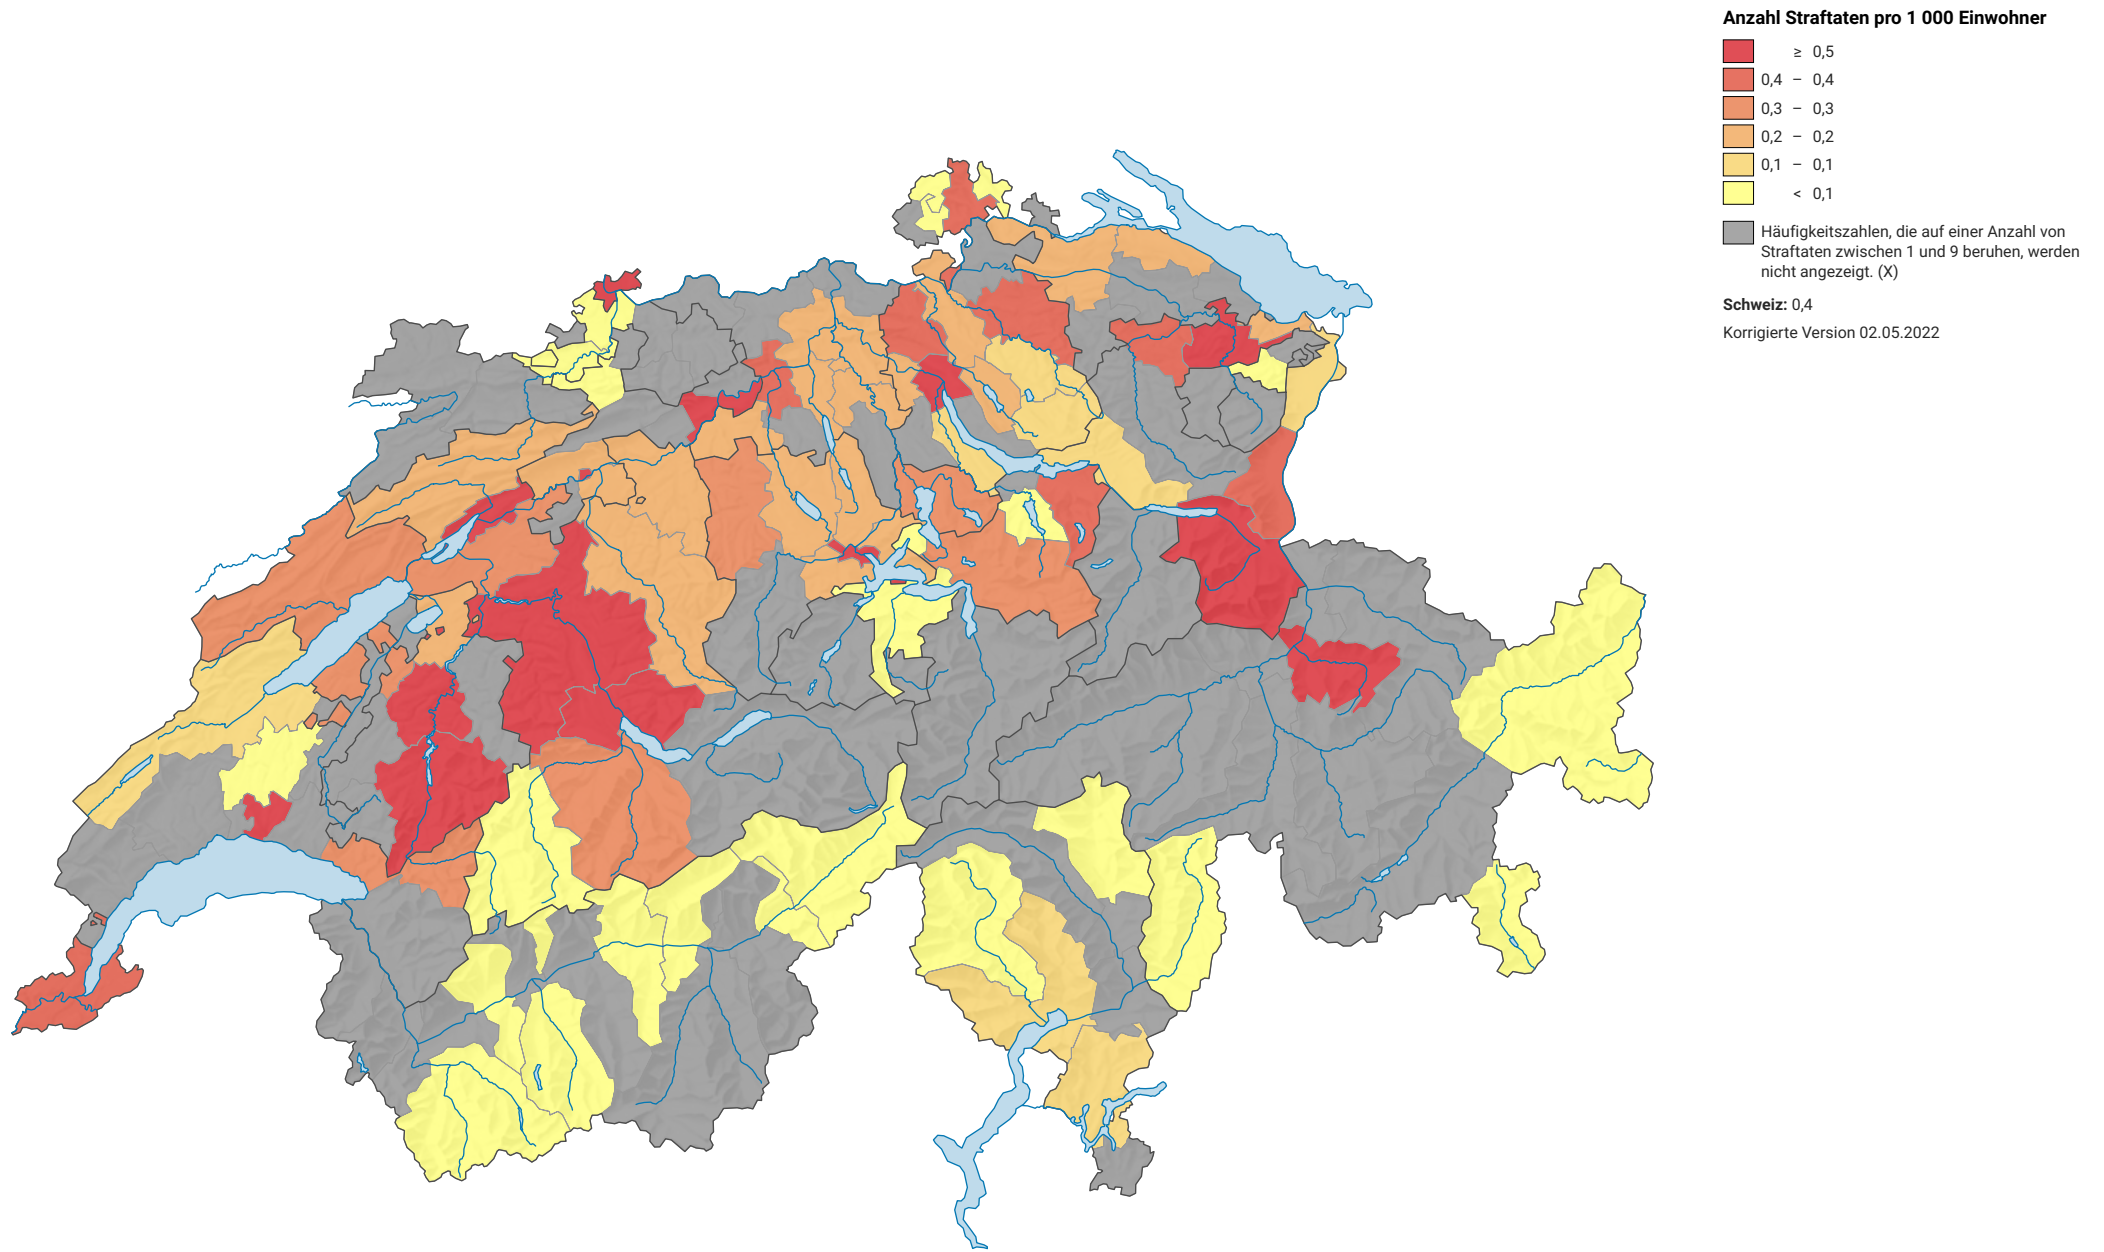 Anzahl Straftaten pro 1 000 Einwohner
≥ 0,5
0,4 – 0,4
0,3 – 0,3
0,2 – 0,2
0,1 – 0,1
< 0,1
Häufigkeitszahlen, die auf einer Anzahl von
Straftaten zwischen 1 und 9 beruhen, werden
nicht angezeigt. (X)
Schweiz: 0,4
Korrigierte Version 02.05.2022